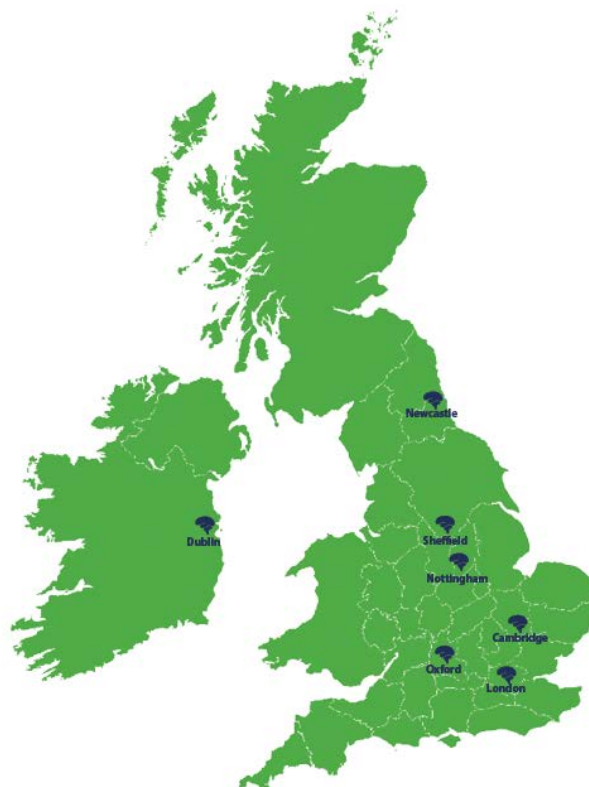 Newcastle
Dublin
Sheffield
Nottingham
Cambridge
Oxford
London